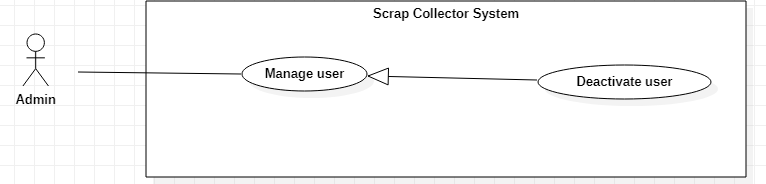 Scrap Collector System
Manage user
Deactivate user
Admin